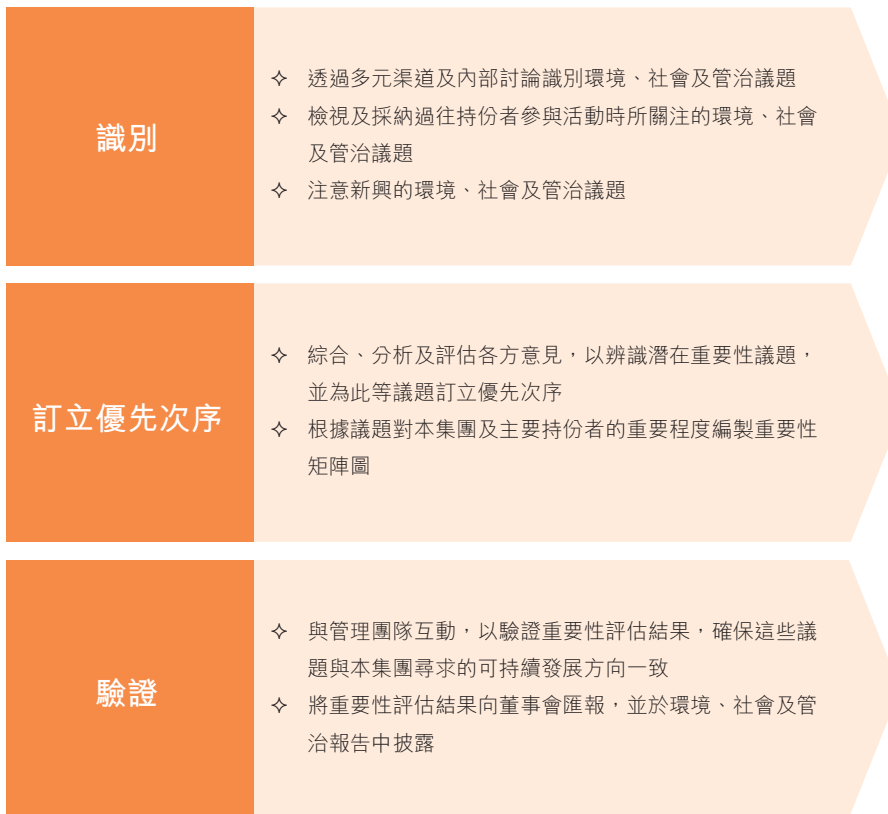 識別
✧ 透過多元渠道及內部討論識別環境、社會及管治議題
✧ 檢視及採納過往持份者參與活動時所關注的環境、社會
及管治議題
✧ 注意新興的環境、社會及管治議題
訂立優先次序
✧ 綜合、分析及評估各方意見，以辨識潛在重要性議題，
並為此等議題訂立優先次序
✧ 根據議題對本集團及主要持份者的重要程度編製重要性
矩陣圖
驗證
✧ 與管理團隊互動，以驗證重要性評估結果，確保這些議
題與本集團尋求的可持續發展方向一致
✧ 將重要性評估結果向董事會匯報，並於環境、社會及管
治報告中披露